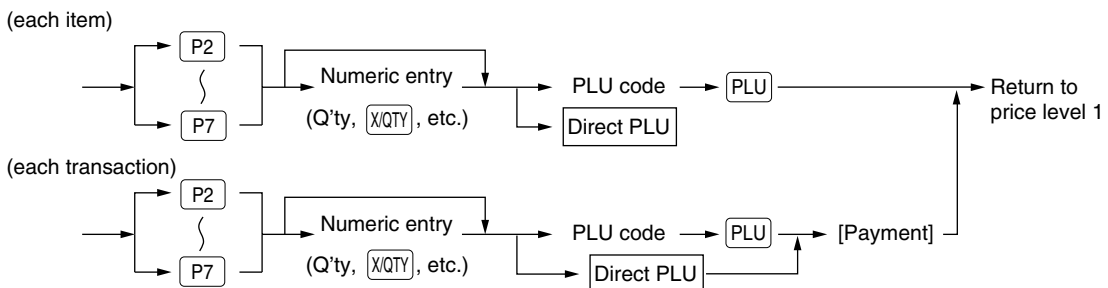 (each item)
P2
Numeric entry
PLU code PLU
Return to
price level 1
(Q'ty, X/QTY, etc.)
Direct PLU
P7
(each transaction)
P2
Numeric entry
PLU code PLU [Payment]
(Q'ty, X/QTY, etc.)
Direct PLU
P7